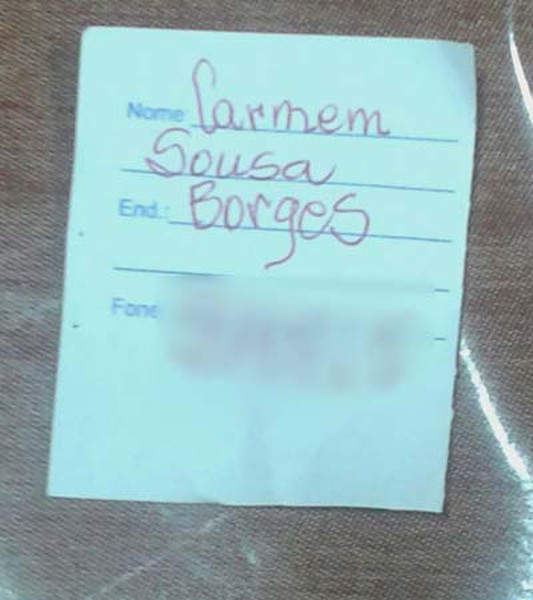 Nome Carmem
Sousa
End.: Borges
Fone